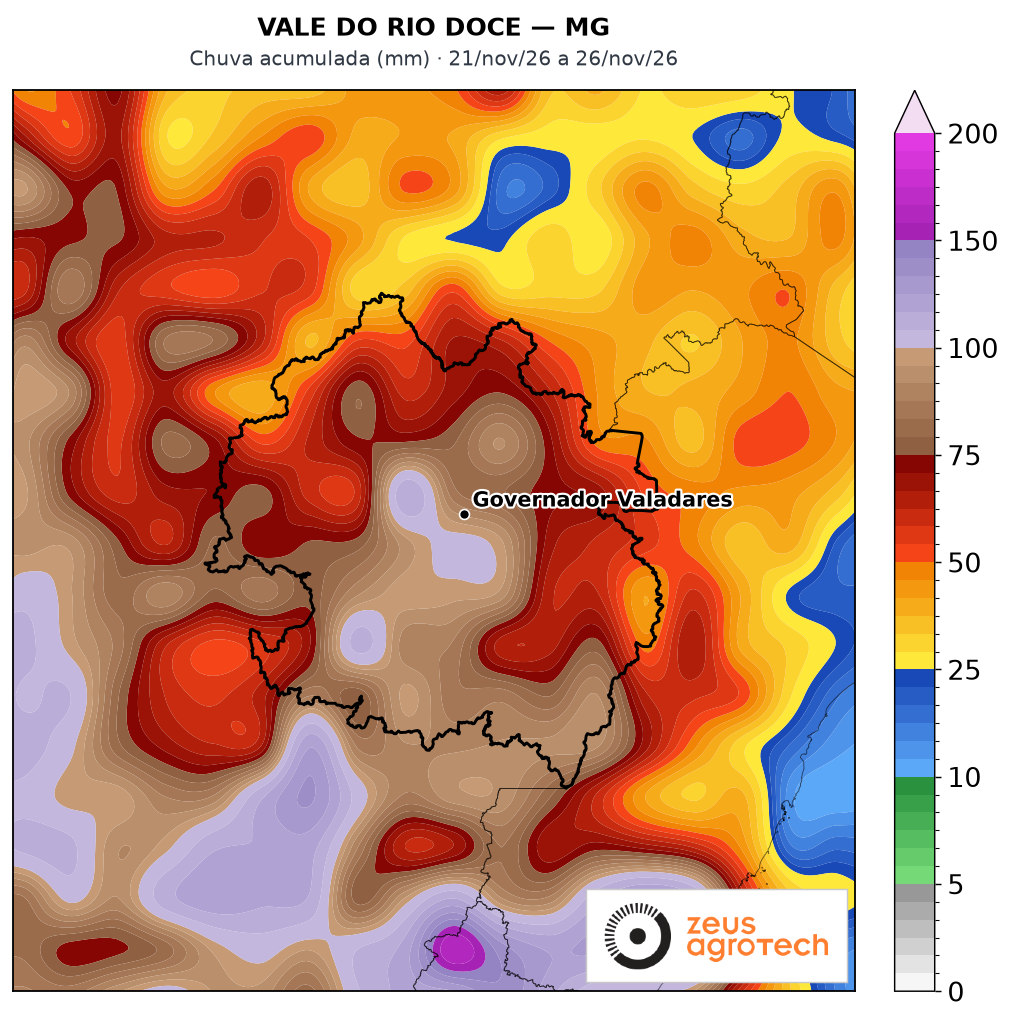 VALE DO RIO DOCE — MG
Chuva acumulada (mm) · 21/nov/26 a 26/nov/26
200
150
100
75
50
25
10
5
0
Governador Valadares
zeus
agrotech